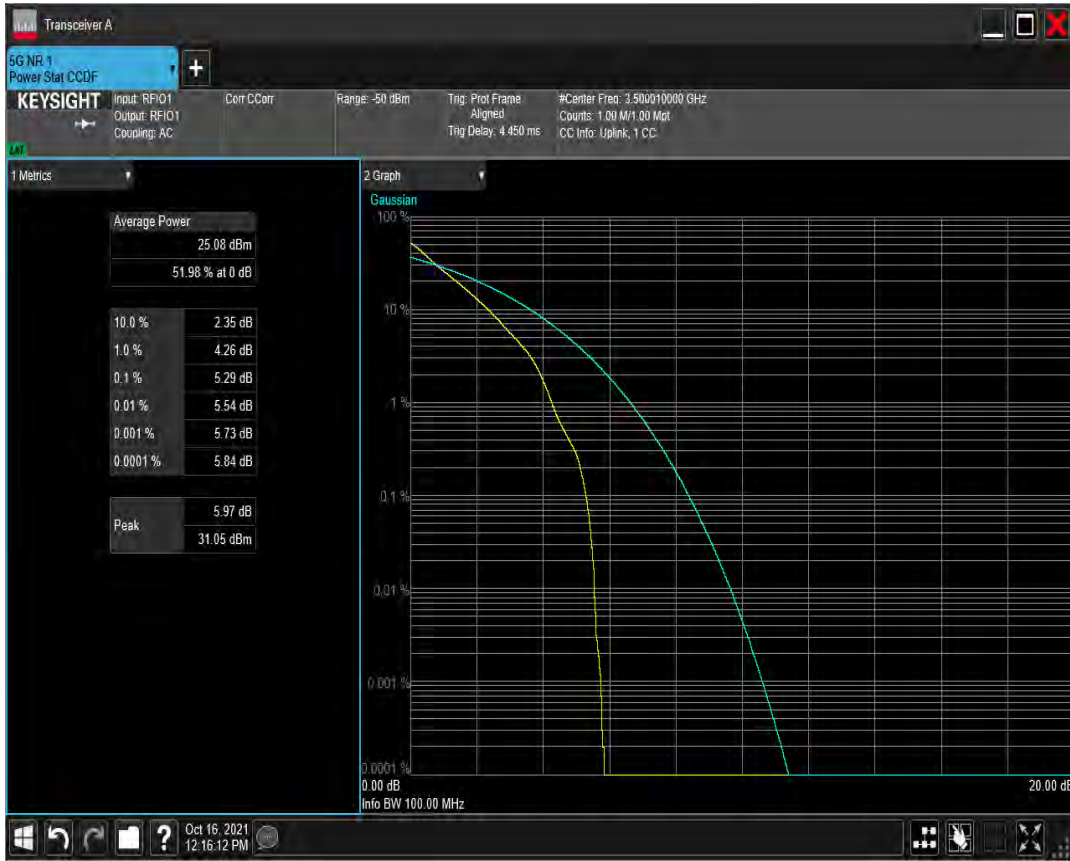 Transceiver A
5G NR 1
Power Stat CCDF
+
KEYSIGHT
Input: RFIO1
Output: RFIO1
Coupling: AC
Corr CCorr
Range: -50 dBm
Trig: Prot Frame
Aligned
Trig Delay: 4.450 ms
#Center Freq: 3.500010000 GHz
Counts: 1.00 M/1.00 Mpt
CC Info: Uplink, 1 CC
1 Metrics
Average Power
25.08 dBm
51.98 % at 0 dB
10.0 % 2.35 dB
1.0 % 4.26 dB
0.1 % 5.29 dB
0.01 % 5.54 dB
0.001 % 5.73 dB
0.0001 % 5.84 dB
Peak
5.97 dB
31.05 dBm
2 Graph
Gaussian
100 %
10 %
1 %
0.1 %
0.01 %
0.001 %
0.0001 %
0.00 dB
20.00 dB
Info BW 100.00 MHz
?
Oct 16, 2021
12:16:12 PM